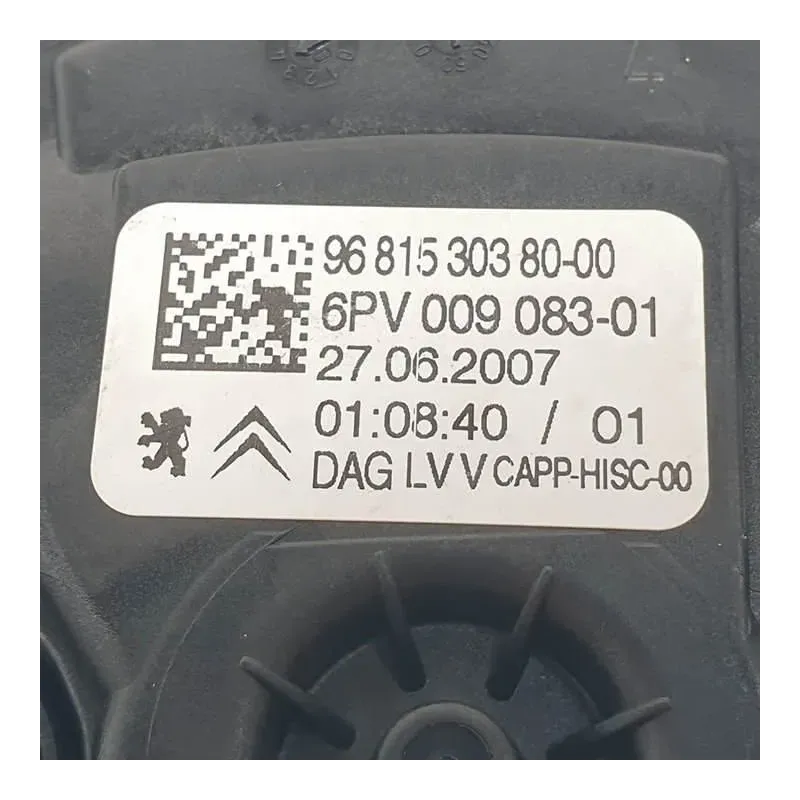 96 815 303 80-00
6PV 009 083-01
27.06.2007
01:08:40 / 01
DAG LV V CAPP-HISC-00